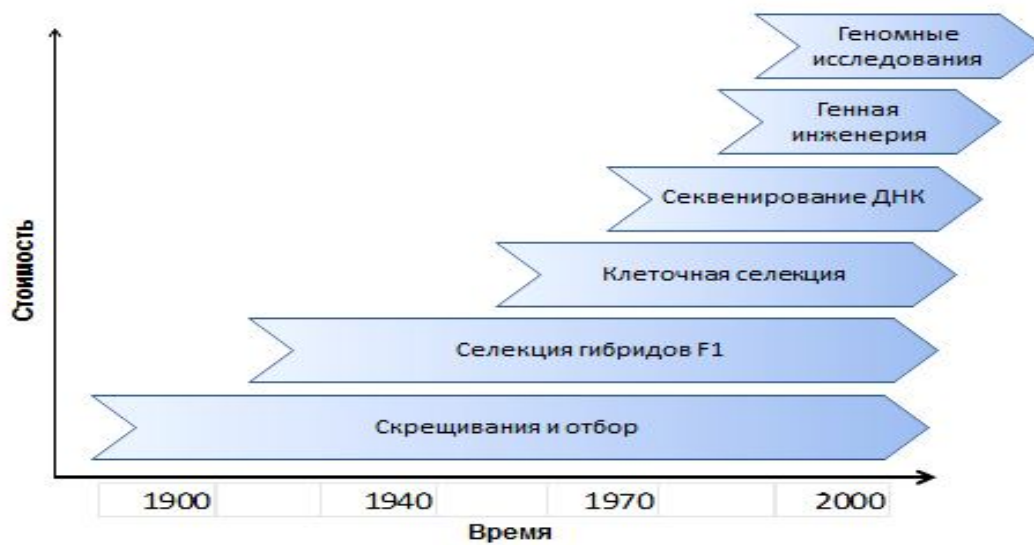 Геномные
исследования
Генная
инженерия
Секвенирование ДНК
Клеточная селекция
Селекция гибридов F1
Скрещивания и отбор
Стоимость
1900 1940 1970 2000
Время